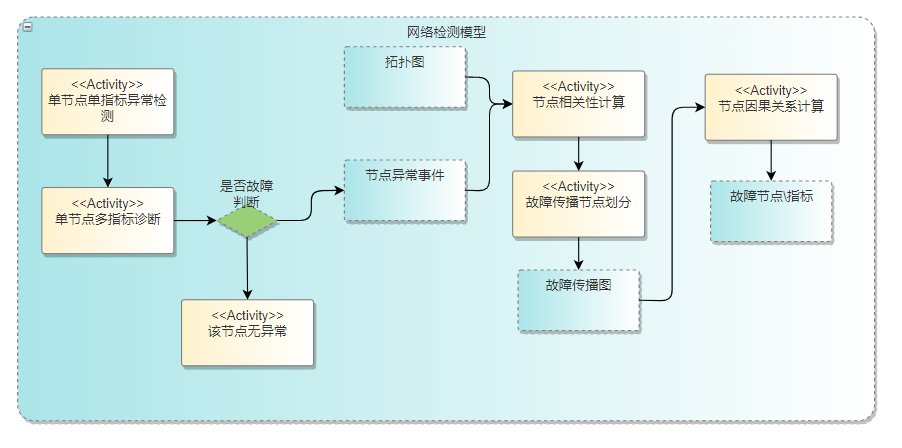 网络检测模型
<<Activity>>
单节点单指标异常检
测
<<Activity>>
单节点多指标诊断
是否故障
判断
<<Activity>>
该节点无异常
拓扑图
节点异常事件
<<Activity>>
节点相关性计算
<<Activity>>
故障传播节点划分
故障传播图
<<Activity>>
节点因果关系计算
故障节点\指标